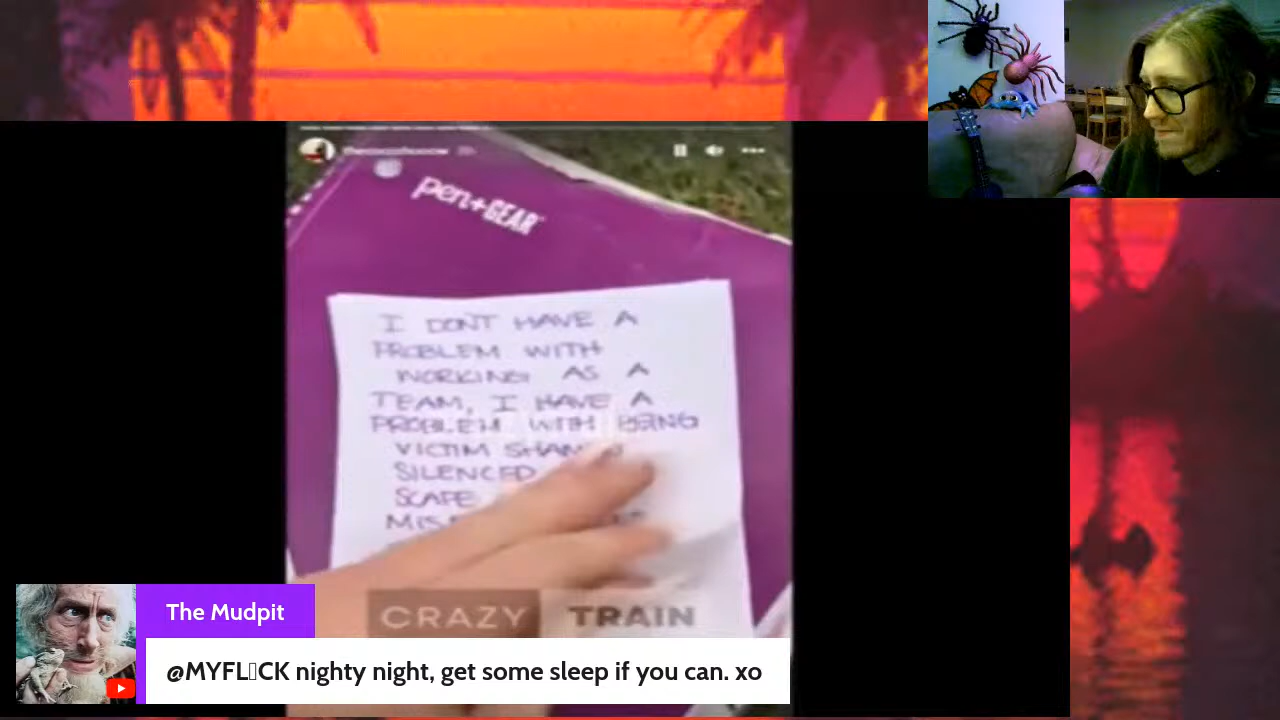 pen+GEAR
I DONT HAVE A
PROBLEM WITH
WORKING AS A
TEAM, I HAVE A
PROBLEM WITH BEING
VICTIM
SILENCED
SCAPE
CRAZY TRAIN
The Mudpit
@MYFL▯CK nighty night, get some sleep if you can. xo